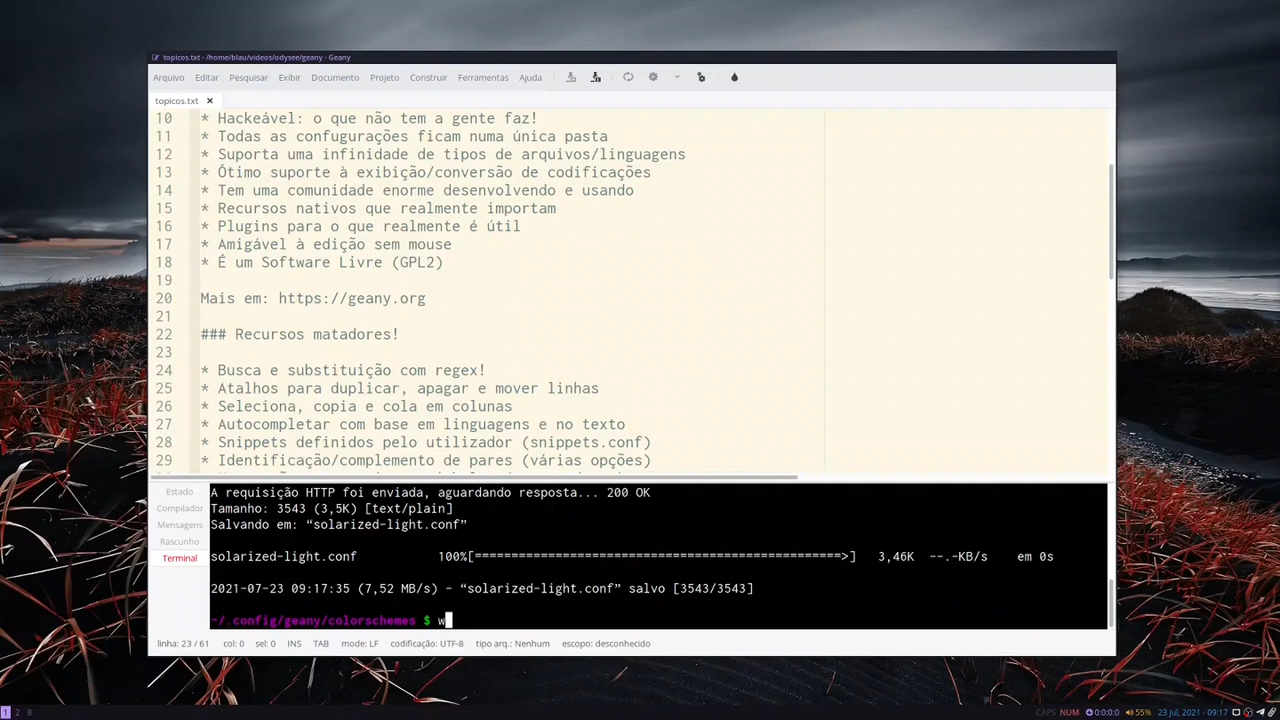 topicos.txt - /home/blau/videos/odysee/geany - Geany
Arquivo Editar Pesquisar Exibir Documento Projeto Construir Ferramentas Ajuda
topicos.txt ×
10 * Hackeável: o que não tem a gente faz!
11 * Todas as confugurações ficam numa única pasta
12 * Suporta uma infinidade de tipos de arquivos/linguagens
13 * Ótimo suporte à exibição/conversão de codificações
14 * Tem uma comunidade enorme desenvolvendo e usando
15 * Recursos nativos que realmente importam
16 * Plugins para o que realmente é útil
17 * Amigável à edição sem mouse
18 * É um Software Livre (GPL2)
19
20 Mais em: https://geany.org
21
22 ### Recursos matadores!
23
24 * Busca e substituição com regex!
25 * Atalhos para duplicar, apagar e mover linhas
26 * Seleciona, copia e cola em colunas
27 * Autocompletar com base em linguagens e no texto
28 * Snippets definidos pelo utilizador (snippets.conf)
29 * Identificação/complemento de pares (várias opções)
Estado
Compilador
Mensagens
Rascunho
Terminal
A requisição HTTP foi enviada, aguardando resposta... 200 OK
Tamanho: 3543 (3,5K) [text/plain]
Salvando em: “solarized-light.conf”
solarized-light.conf 100%[===================================================>] 3,46K --.-KB/s em 0s
2021-07-23 09:17:35 (7,52 MB/s) - “solarized-light.conf” salvo [3543/3543]
~/.config/geany/colorschemes $ w
linha: 23 / 61 col: 0 sel: 0 INS TAB mode: LF codificação: UTF-8 tipo arq.: Nenhum escopo: desconhecido
1 2 8 CAPS NUM 0:0:0:0 55% 23 jul, 2021 - 09:17